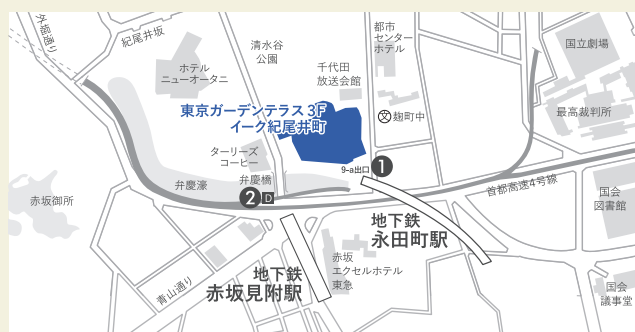 外堀通り
紀尾井坂
ホテル
ニューオータニ
清水谷
公園
都市
センター
ホテル
千代田
放送会館
国立劇場
最高裁判所
東京ガーデンテラス 3F
イーク紀尾井町
文 麹町中
ターリーズ
コーヒー
9-a出口
1
弁慶濠
弁慶橋
2 D
首都高速4号線
赤坂御所
国会
図書館
地下鉄
永田町駅
青山通り
地下鉄
赤坂見附駅
赤坂
エクセルホテル
東急
国会
議事堂